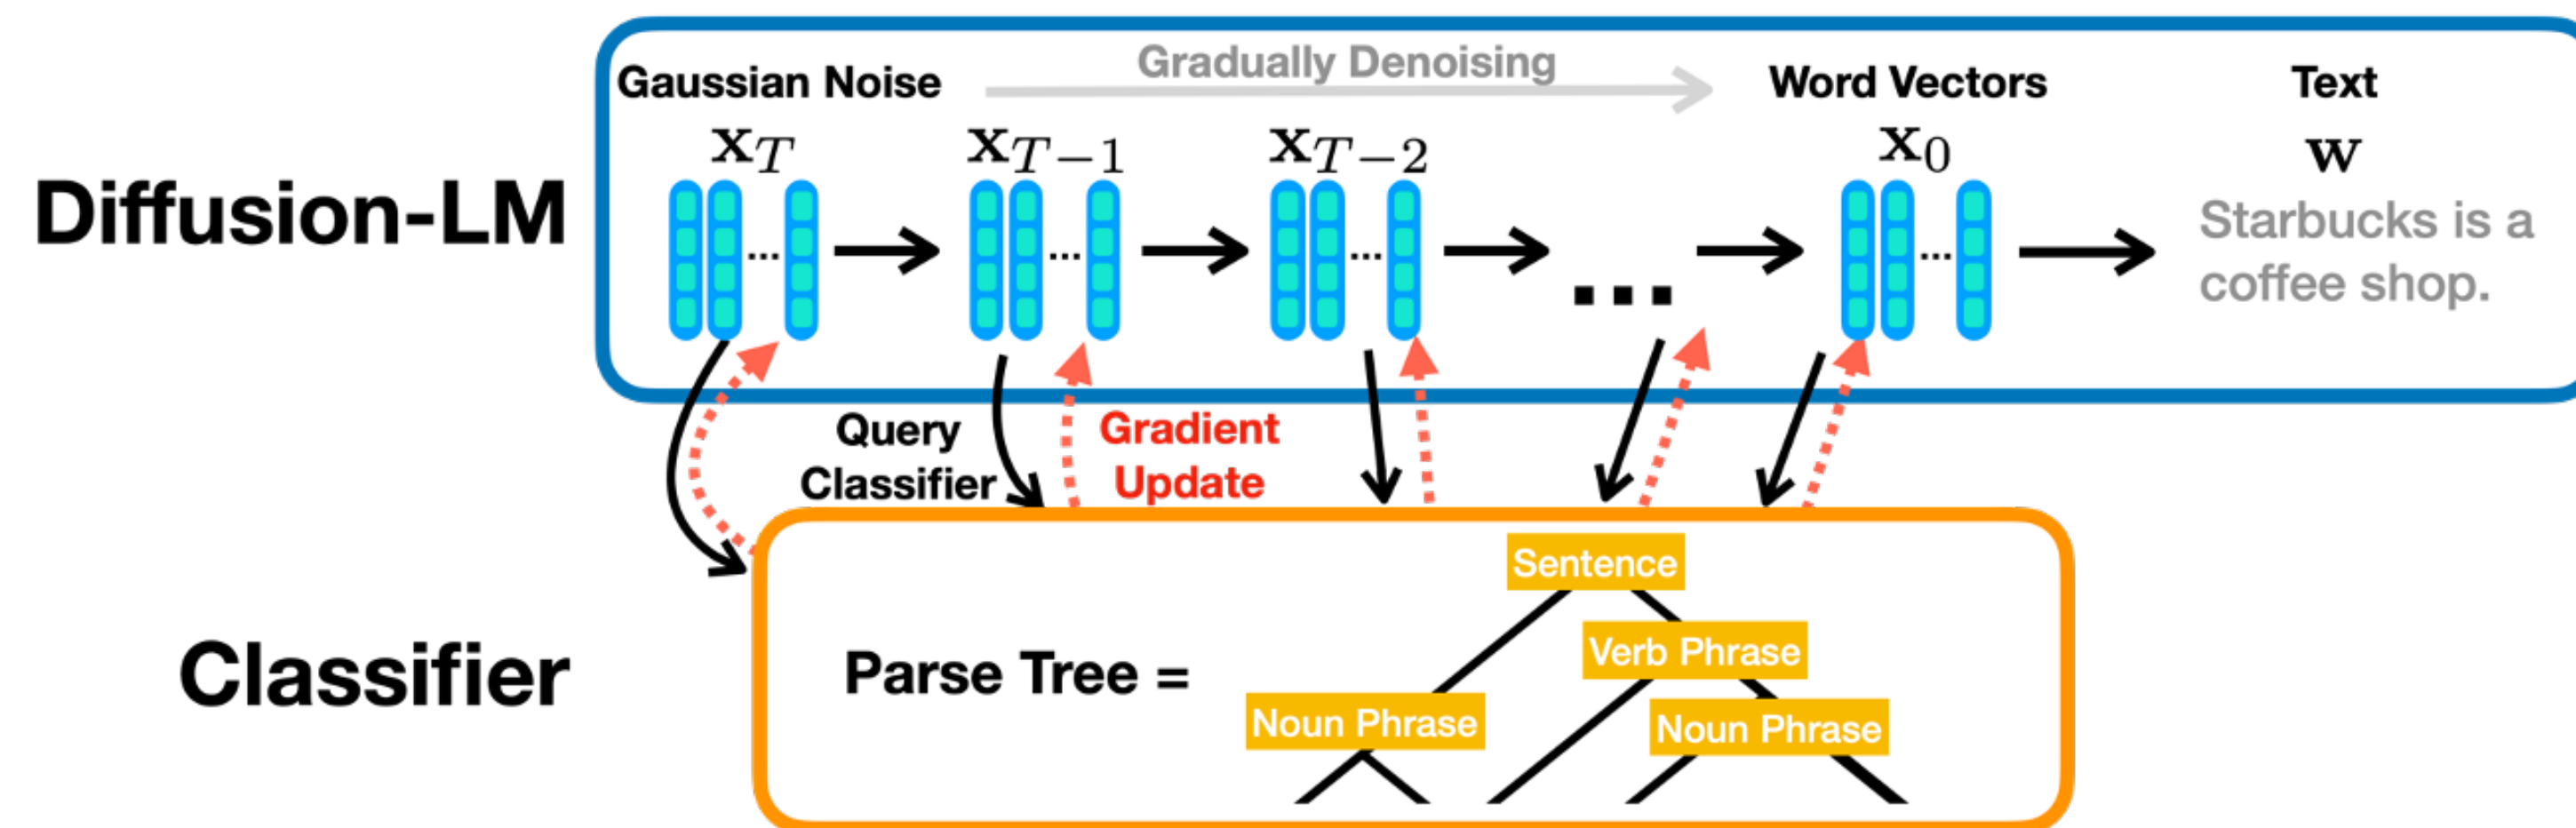 Gradually Denoising
Gaussian Noise
Word Vectors
Text
x_T
x_{T-1}
x_{T-2}
x_0
w
Diffusion-LM
...
...
...
...
...
Starbucks is a
coffee shop.
Query
Classifier
Gradient
Update
Classifier
Parse Tree =
Sentence
Verb Phrase
Noun Phrase
Noun Phrase